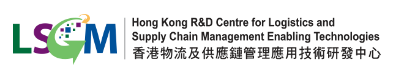 LSCM
Hong Kong R&D Centre for Logistics and
Supply Chain Management Enabling Technologies
香港物流及供應鏈管理應用技術研發中心